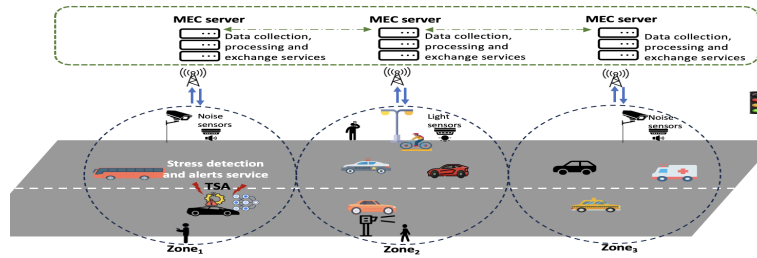 MEC server
Data collection,
processing and
exchange services
MEC server
Data collection,
processing and
exchange services
MEC server
Data collection,
processing and
exchange services
Noise
sensors
Light
sensors
Noise
sensors
Stress detection
and alerts service
TSA
Zone1
Zone2
Zone3